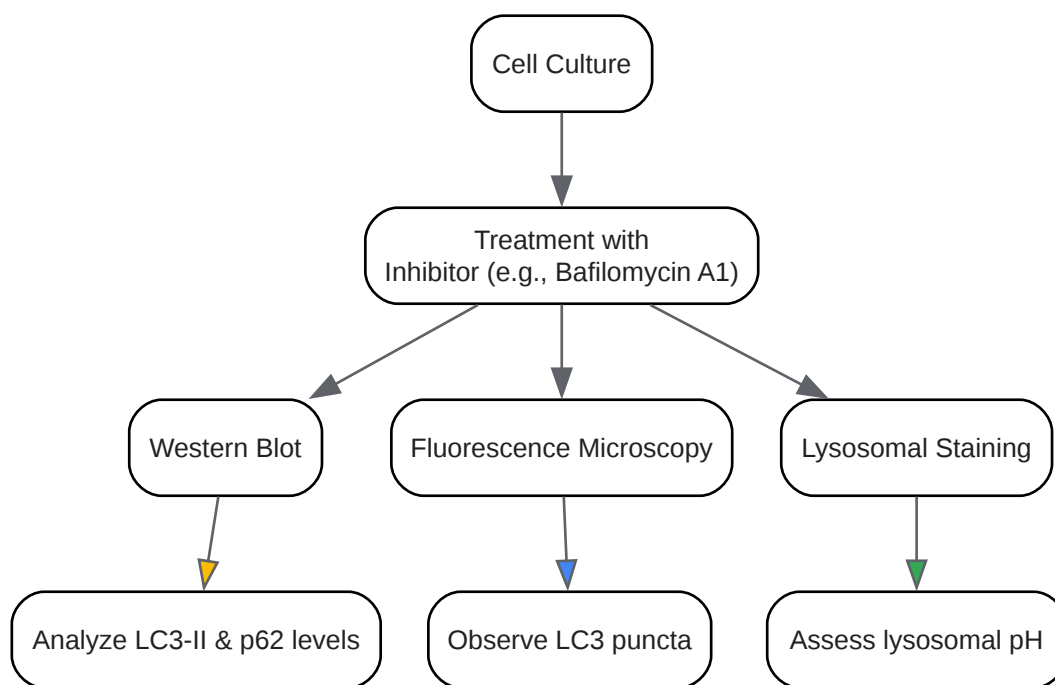 Cell Culture
Treatment with
Inhibitor (e.g., Bafilomycin A1)
Western Blot
Fluorescence Microscopy
Lysosomal Staining
Analyze LC3-II & p62 levels
Observe LC3 puncta
Assess lysosomal pH